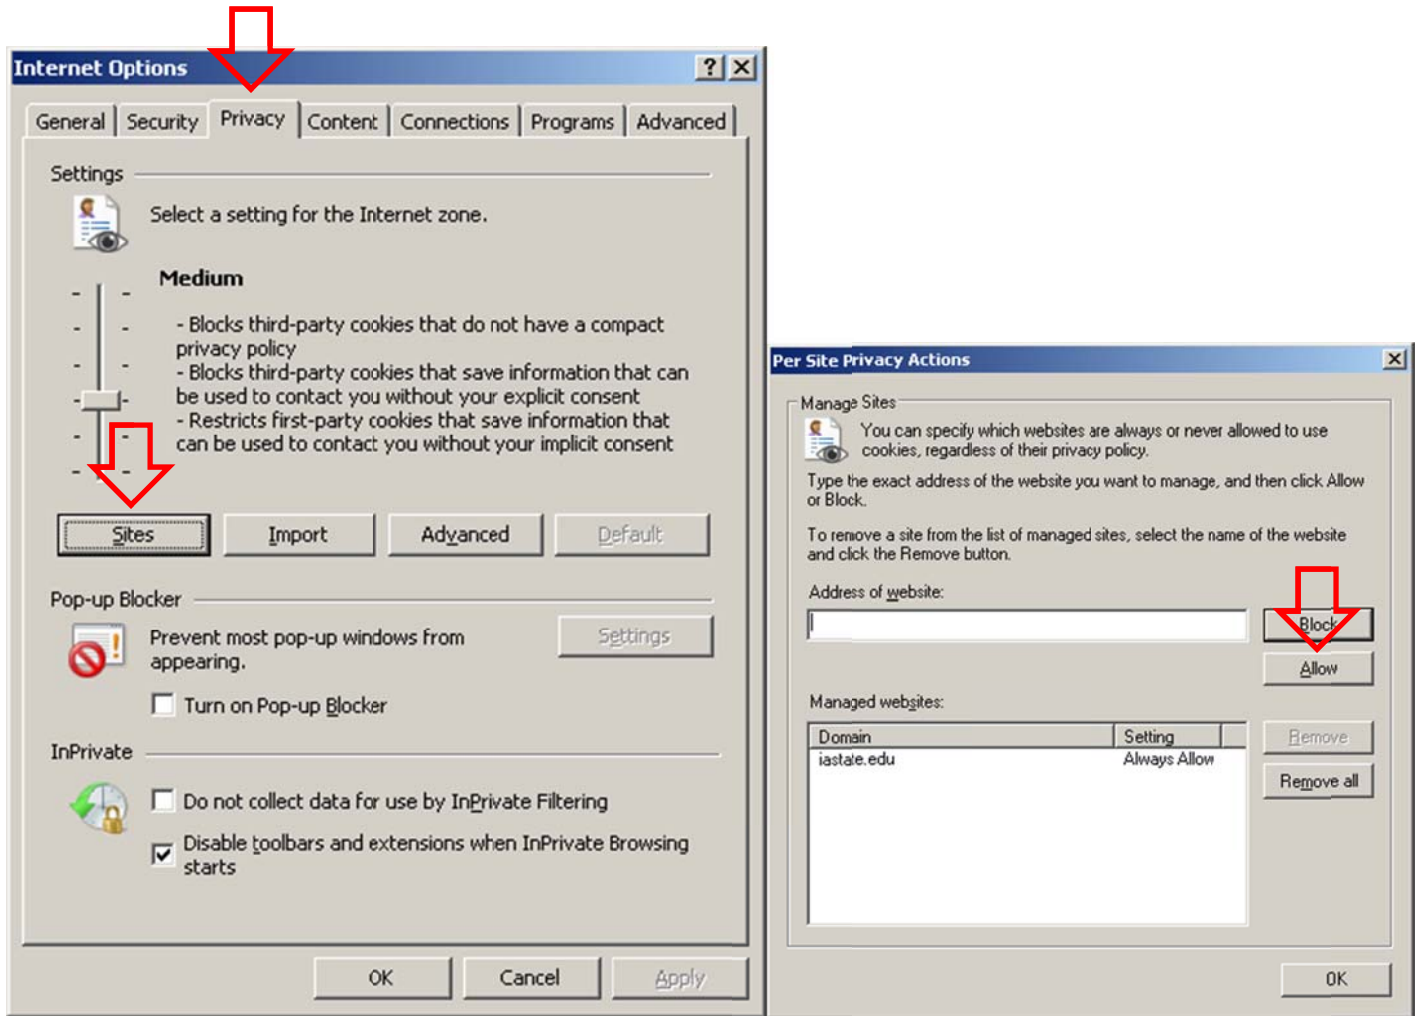 Internet Options
General Security Privacy Content Connections Programs Advanced
Settings
Select a setting for the Internet zone.
Medium
- Blocks third-party cookies that do not have a compact
privacy policy
- Blocks third-party cookies that save information that can
be used to contact you without your explicit consent
- Restricts first-party cookies that save information that
can be used to contact you without your implicit consent
Sites Import Advanced Default
Pop-up Blocker
Prevent most pop-up windows from
appearing.
Settings
Turn on Pop-up Blocker
InPrivate
Do not collect data for use by InPrivate Filtering
Disable toolbars and extensions when InPrivate Browsing
starts
OK Cancel Apply
Per Site Privacy Actions
Manage Sites
You can specify which websites are always or never allowed to use
cookies, regardless of their privacy policy.
Type the exact address of the website you want to manage, and then click Allow
or Block.
To remove a site from the list of managed sites, select the name of the website
and click the Remove button.
Address of website:
Block
Allow
Managed websites:
Domain Setting
iastate.edu Always Allow
Remove
Remove all
OK